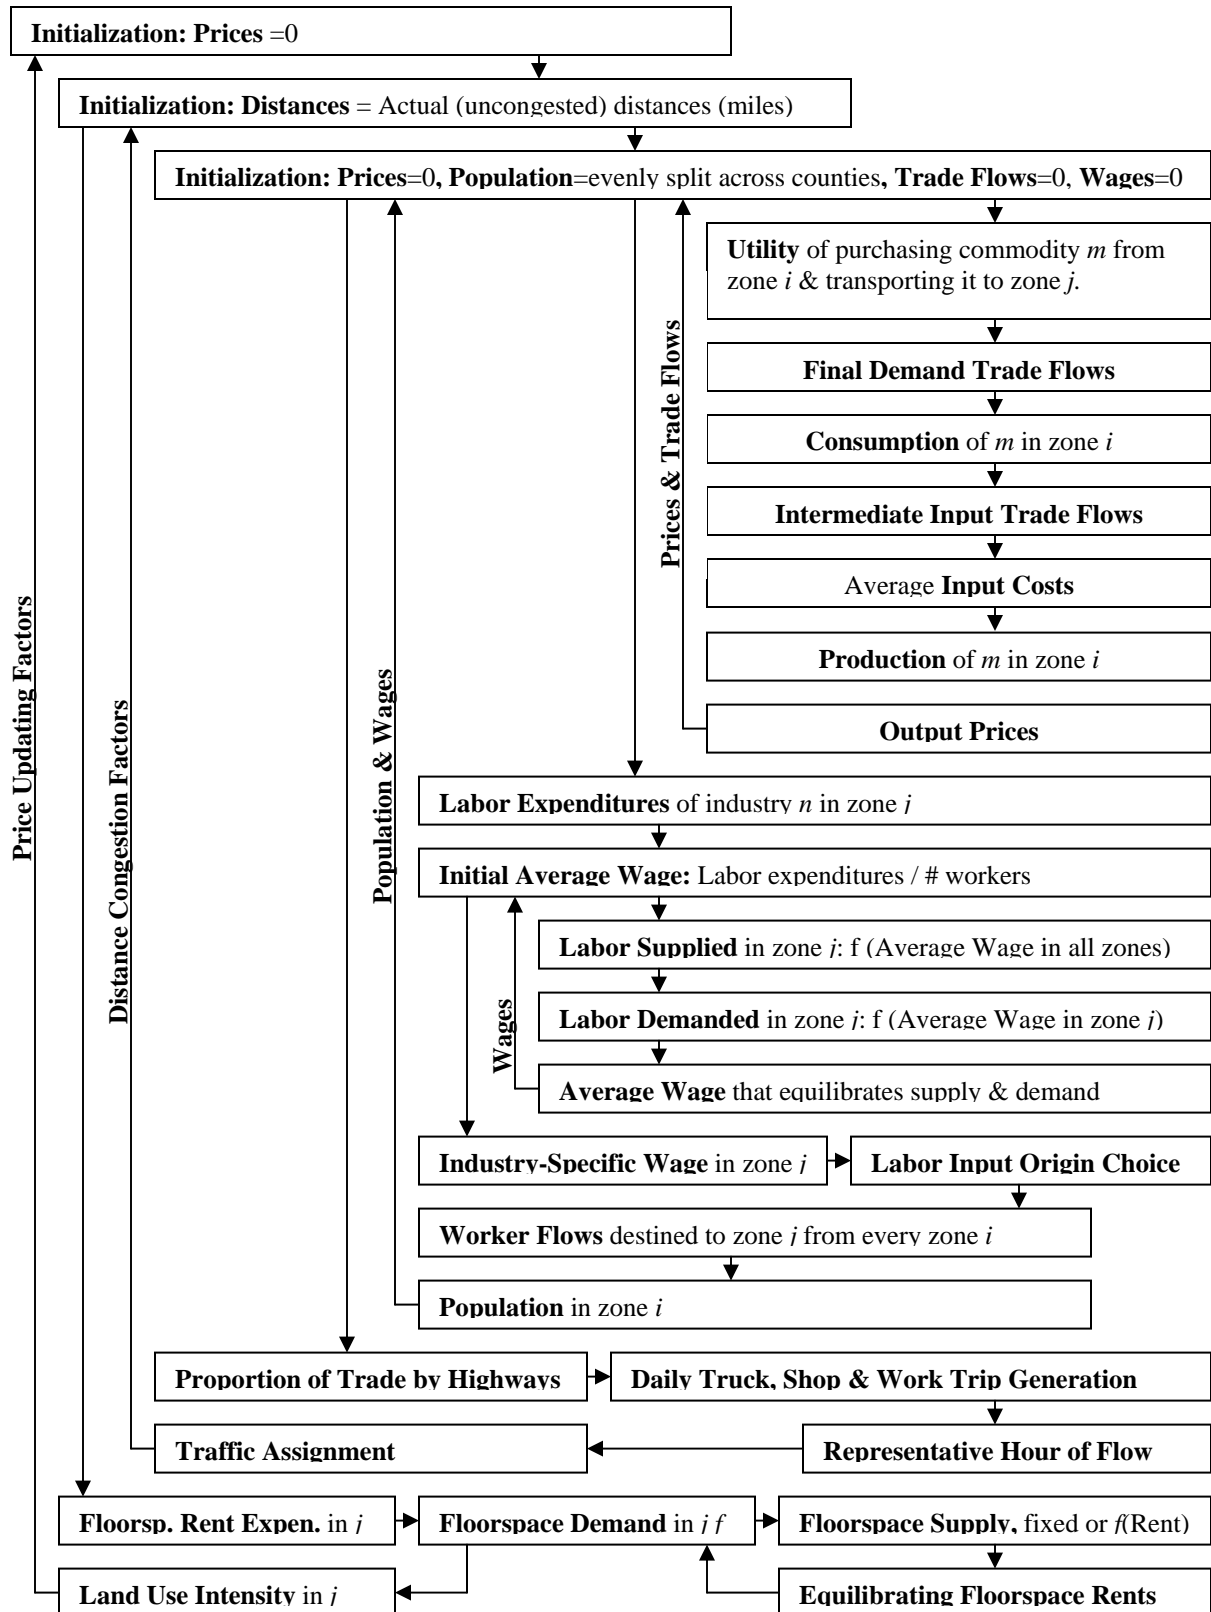 Initialization: Prices =0
Initialization: Distances = Actual (uncongested) distances (miles)
Initialization: Prices=0, Population=evenly split across counties, Trade Flows=0, Wages=0
Utility of purchasing commodity m from
zone i & transporting it to zone j.
Final Demand Trade Flows
Consumption of m in zone i
Intermediate Input Trade Flows
Average Input Costs
Production of m in zone i
Output Prices
Prices & Trade Flows
Labor Expenditures of industry n in zone j
Initial Average Wage: Labor expenditures / # workers
Labor Supplied in zone j: f (Average Wage in all zones)
Labor Demanded in zone j: f (Average Wage in zone j)
Average Wage that equilibrates supply & demand
Wages
Industry-Specific Wage in zone j
Labor Input Origin Choice
Worker Flows destined to zone j from every zone i
Population in zone i
Population & Wages
Proportion of Trade by Highways
Daily Truck, Shop & Work Trip Generation
Traffic Assignment
Representative Hour of Flow
Distance Congestion Factors
Floorsp. Rent Expen. in j
Floorspace Demand in j f
Floorspace Supply, fixed or f(Rent)
Land Use Intensity in j
Equilibrating Floorspace Rents
Price Updating Factors